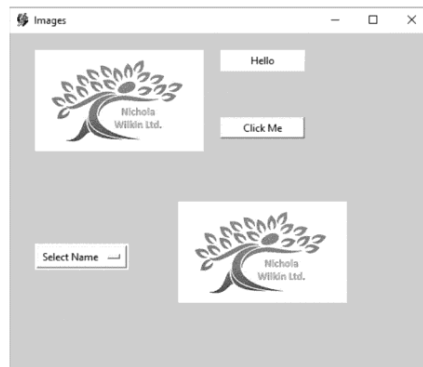 Images
Hello
Nichola
Wilkin Ltd.
Click Me
Select Name
Nichola
Wilkin Ltd.